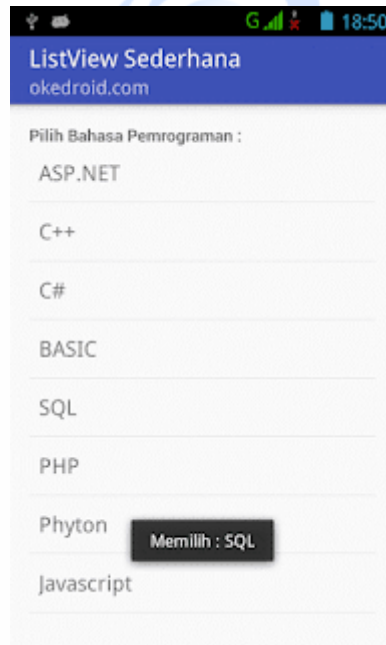 G 18:50
ListView Sederhana
okedroid.com
Pilih Bahasa Pemrograman :
ASP.NET
C++
C#
BASIC
SQL
PHP
Phyton
Memilih : SQL
Javascript